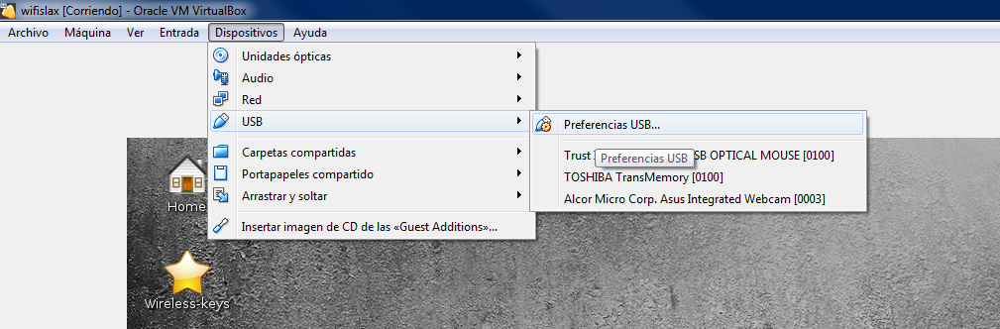 wifislax [Corriendo] - Oracle VM VirtualBox
Archivo Máquina Ver Entrada Dispositivos Ayuda
Unidades ópticas
Audio
Red
USB
Preferencias USB...
Trust SB OPTICAL MOUSE [0100]
Preferencias USB
TOSHIBA TransMemory [0100]
Alcor Micro Corp. Asus Integrated Webcam [0003]
Carpetas compartidas
Portapapeles compartido
Arrastrar y soltar
Insertar imagen de CD de las «Guest Additions»...
Home
Wireless-keys